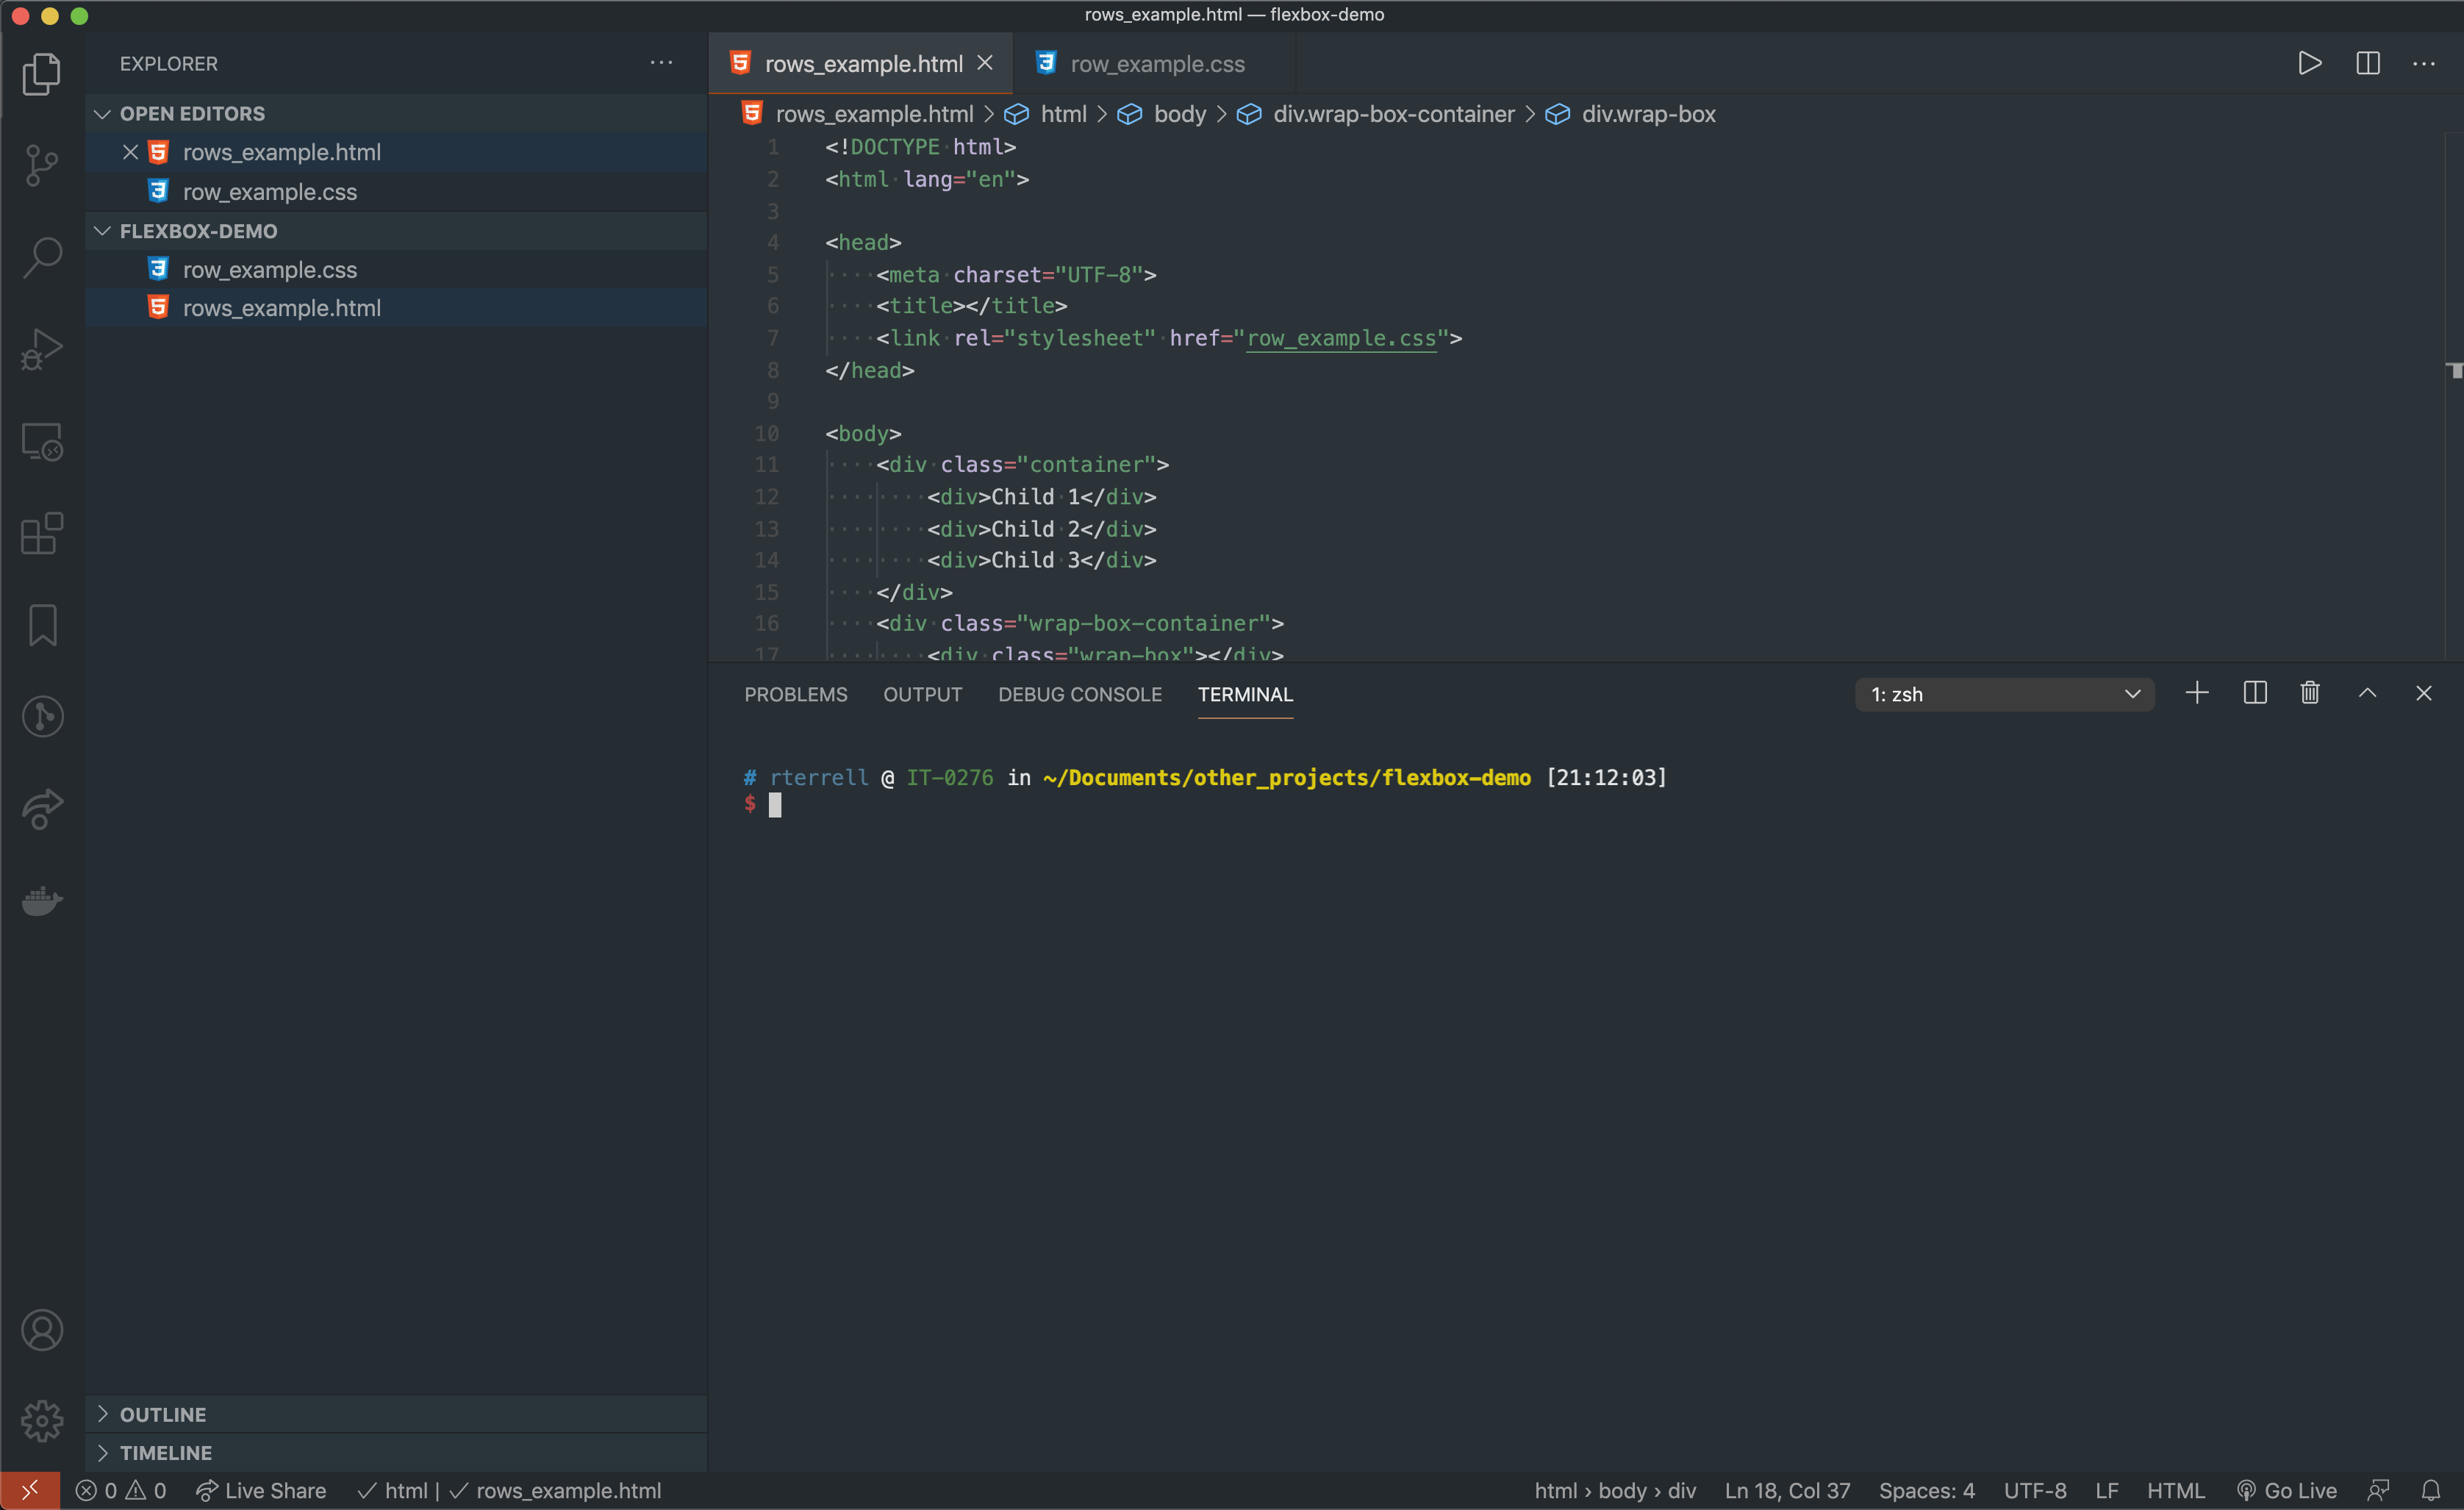 rows_example.html — flexbox-demo
EXPLORER
OPEN EDITORS
rows_example.html
row_example.css
FLEXBOX-DEMO
row_example.css
rows_example.html
OUTLINE
TIMELINE
rows_example.html row_example.css
rows_example.html > html > body > div.wrap-box-container > div.wrap-box
1 <!DOCTYPE html>
2 <html lang="en">
3
4 <head>
5 <meta charset="UTF-8">
6 <title></title>
7 <link rel="stylesheet" href="row_example.css">
8 </head>
9
10 <body>
11 <div class="container">
12 <div>Child 1</div>
13 <div>Child 2</div>
14 <div>Child 3</div>
15 </div>
16 <div class="wrap-box-container">
17 <div class="wrap-box"></div>
PROBLEMS OUTPUT DEBUG CONSOLE TERMINAL 1: zsh
# rterrell @ IT-0276 in ~/Documents/other_projects/flexbox-demo [21:12:03]
$
0 0 Live Share ✓ html | ✓ rows_example.html html › body › div Ln 18, Col 37 Spaces: 4 UTF-8 LF HTML Go Live